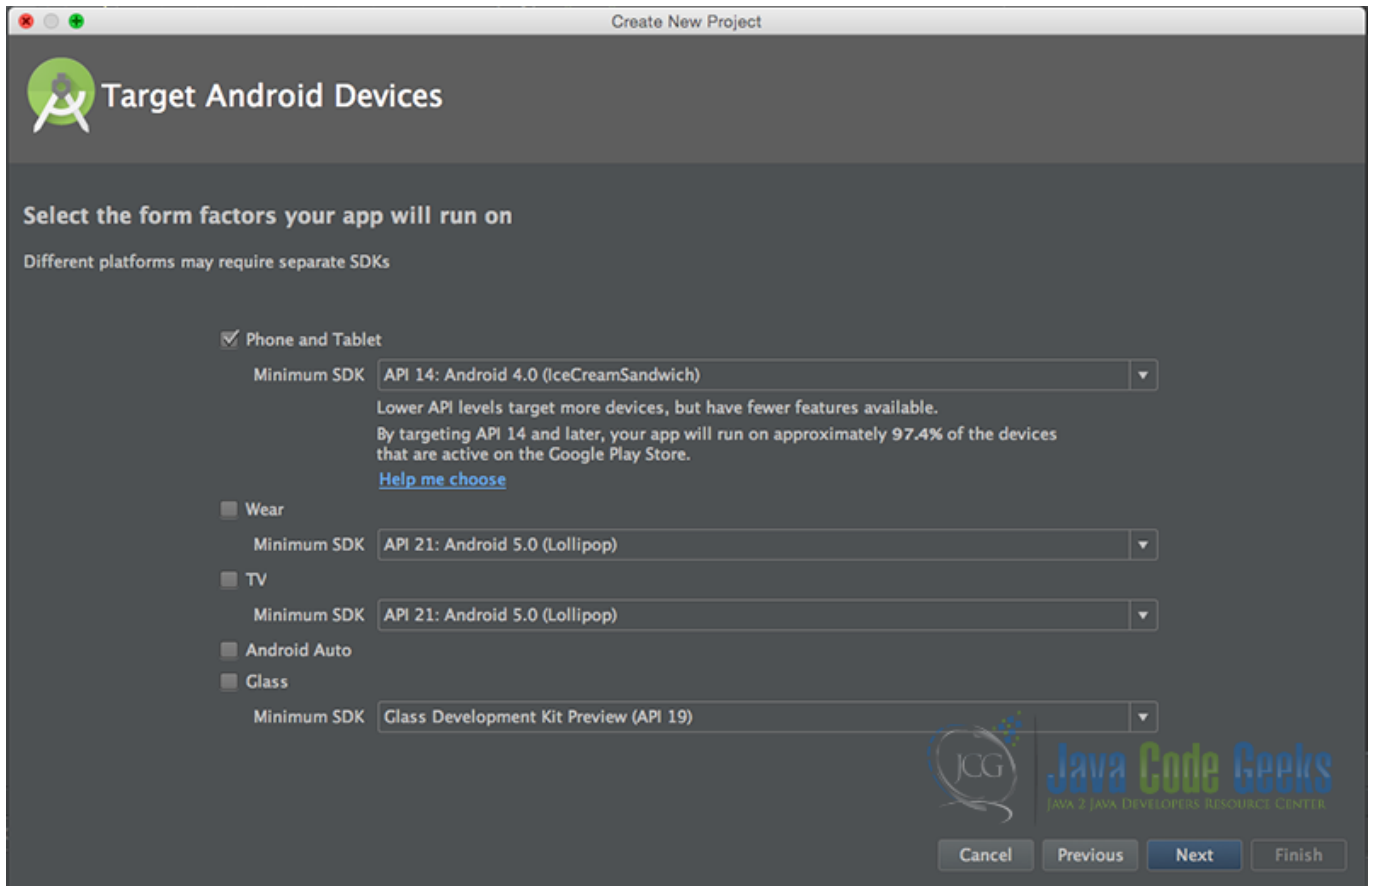 Create New Project
Target Android Devices
Select the form factors your app will run on
Different platforms may require separate SDKs
Phone and Tablet
Minimum SDK API 14: Android 4.0 (IceCreamSandwich)
Lower API levels target more devices, but have fewer features available.
By targeting API 14 and later, your app will run on approximately 97.4% of the devices
that are active on the Google Play Store.
Help me choose
Wear
Minimum SDK API 21: Android 5.0 (Lollipop)
TV
Minimum SDK API 21: Android 5.0 (Lollipop)
Android Auto
Glass
Minimum SDK Glass Development Kit Preview (API 19)
JCG Java Code Geeks
JAVA 2 JAVA DEVELOPERS RESOURCE CENTER
Cancel Previous Next Finish